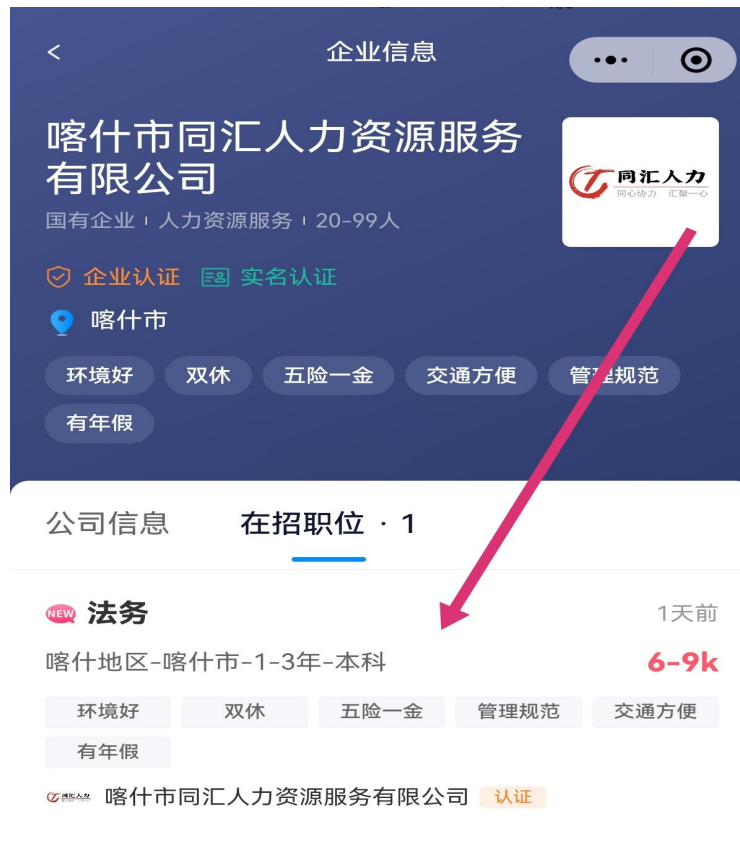 企业信息
喀什市同汇人力资源服务
有限公司
同汇人力
同心协力 汇聚一心
国有企业 | 人力资源服务 | 20-99人
企业认证 实名认证
喀什市
环境好 双休 五险一金 交通方便 管理规范
有年假
公司信息 在招职位 · 1
NEW 法务 1天前
喀什地区-喀什市-1-3年-本科 6-9k
环境好 双休 五险一金 管理规范 交通方便
有年假
同汇人力 喀什市同汇人力资源服务有限公司 认证